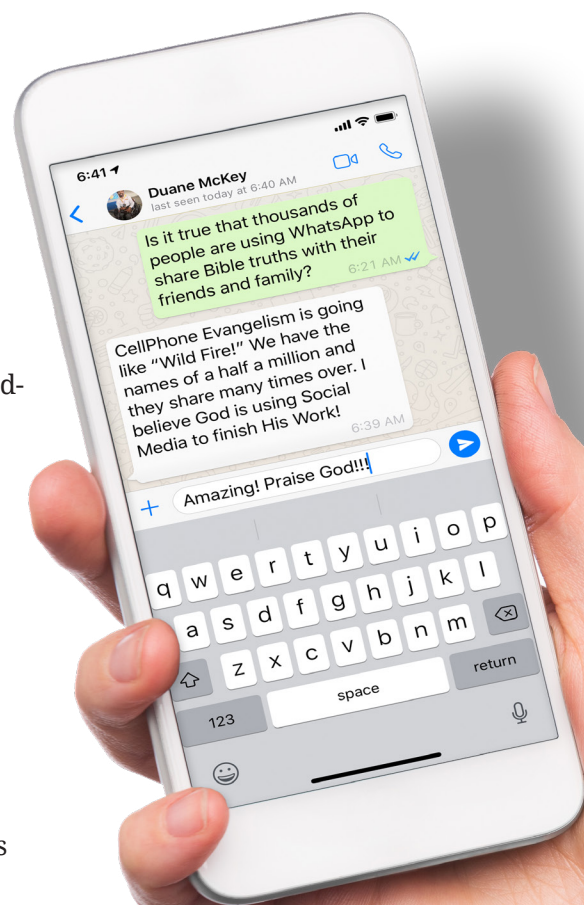 6:41
Duane McKey
last seen today at 6:40 AM
Is it true that thousands of
people are using WhatsApp to
share Bible truths with their
friends and family?
6:21 AM
CellPhone Evangelism is going
like “Wild Fire!” We have the
names of a half a million and
they share many times over. I
believe God is using Social
Media to finish His Work!
6:39 AM
d-
Amazing! Praise God!!!
q w e r t y u i o p
a s d f g h j k l
z x c v b n m
123 space return
s